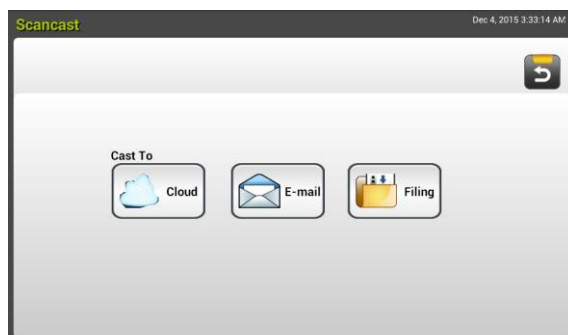 Scancast
Dec 4, 2015 3:33:14 AM
Cast To
Cloud
E-mail
Filing